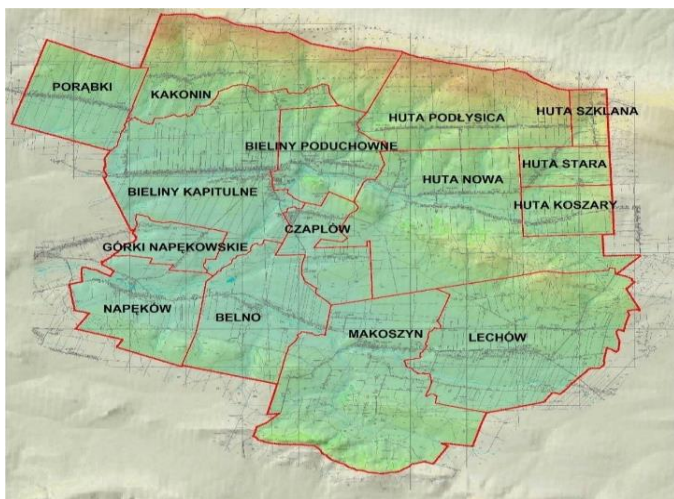 PORĄBKI
KAKONIN
HUTA PODŁYSICA
HUTA SZKLANA
BIELINY PODUCHOWNE
HUTA STARA
BIELINY KAPITULNE
HUTA NOWA
HUTA KOSZARY
CZAPLÓW
GÓRKI NAPĘKOWSKIE
NAPĘKÓW
BELNO
MAKOSZYN
LECHÓW